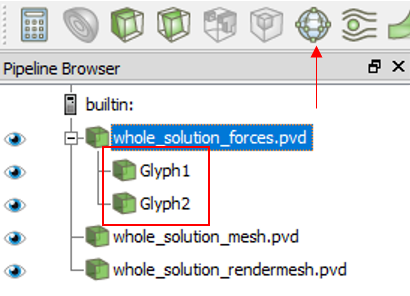 Pipeline Browser
builtin:
whole_solution_forces.pvd
Glyph1
Glyph2
whole_solution_mesh.pvd
whole_solution_rendermesh.pvd